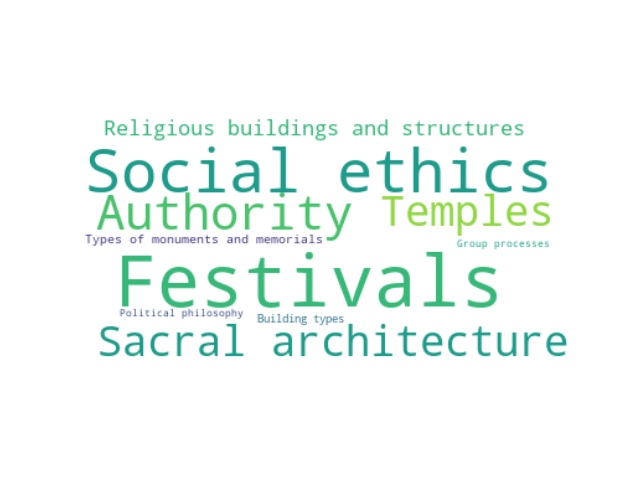 Religious buildings and structures
Social ethics
Authority Temples
Types of monuments and memorials Group processes
Festivals
Political philosophy Building types
Sacral architecture